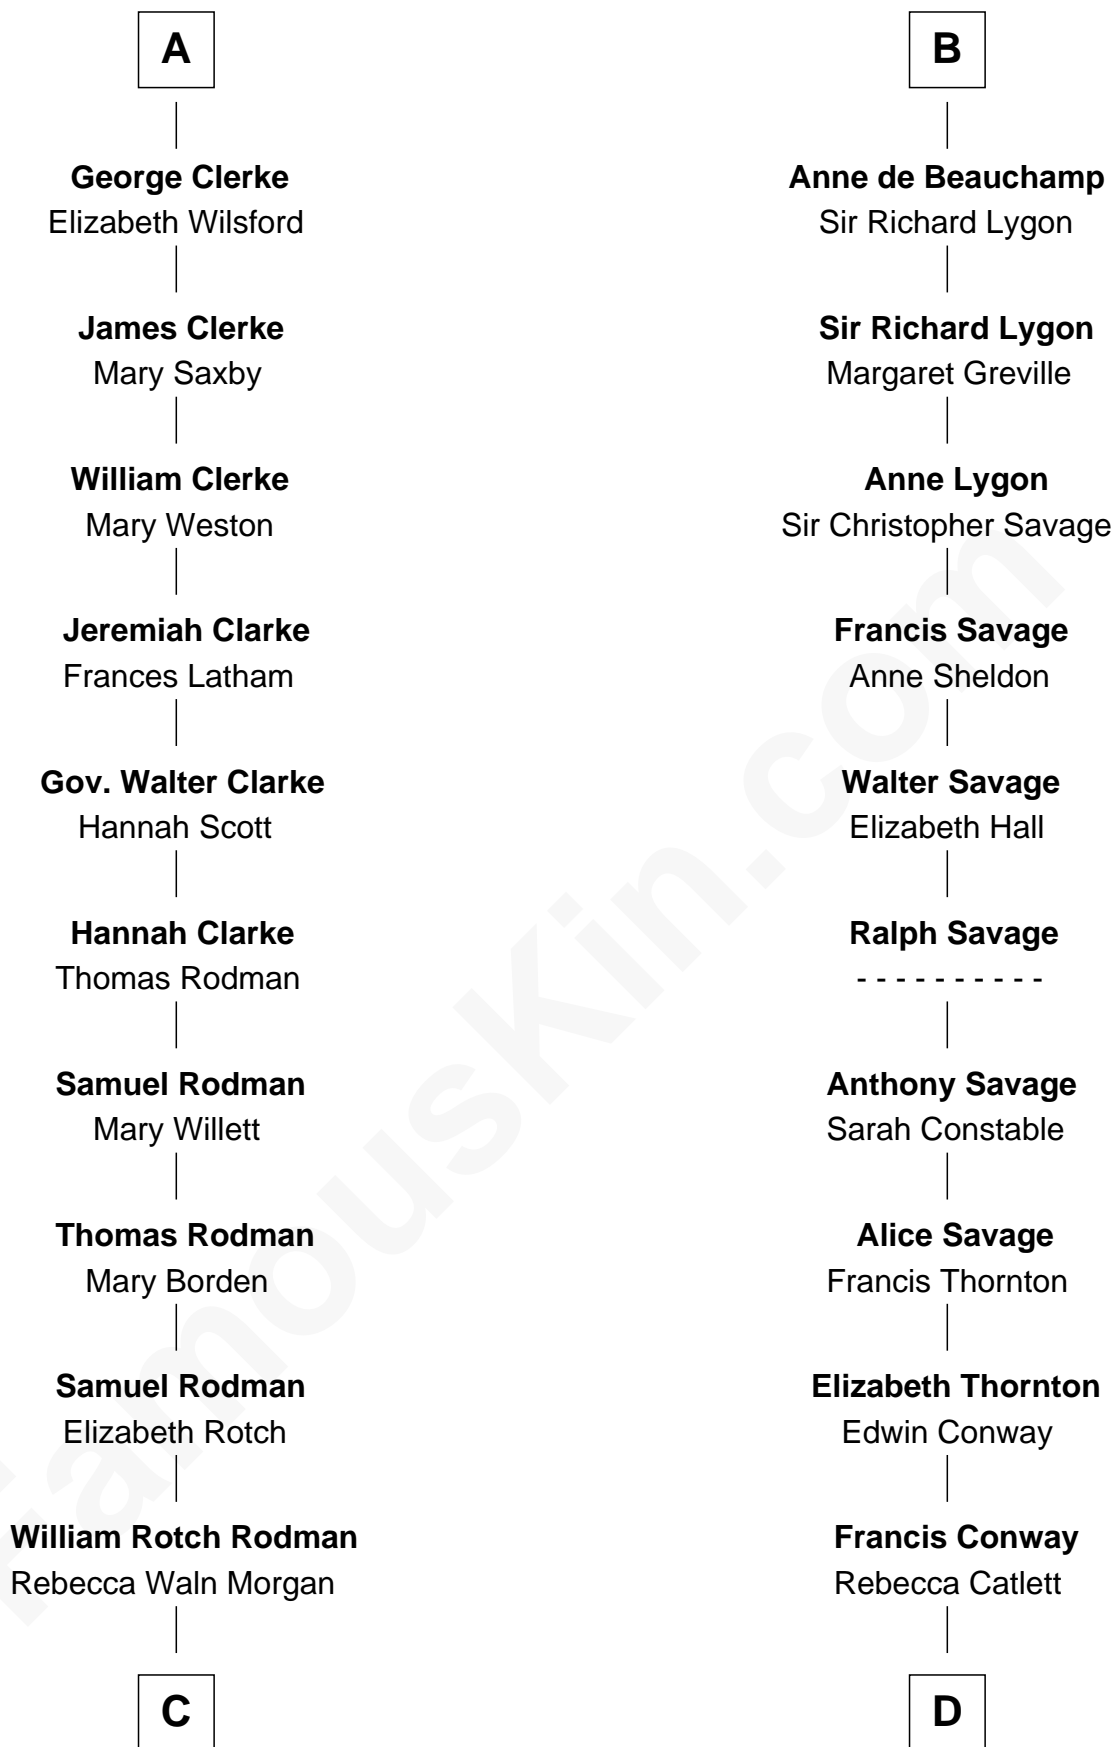 A
George Clerke
Elizabeth Wilsford
James Clerke
Mary Saxby
William Clerke
Mary Weston
Jeremiah Clarke
Frances Latham
Gov. Walter Clarke
Hannah Scott
Hannah Clarke
Thomas Rodman
Samuel Rodman
Mary Willett
Thomas Rodman
Mary Borden
Samuel Rodman
Elizabeth Rotch
William Rotch Rodman
Rebecca Waln Morgan
C
B
Anne de Beauchamp
Sir Richard Lygon
Sir Richard Lygon
Margaret Greville
Anne Lygon
Sir Christopher Savage
Francis Savage
Anne Sheldon
Walter Savage
Elizabeth Hall
Ralph Savage
- - - - - - - - - -
Anthony Savage
Sarah Constable
Alice Savage
Francis Thornton
Elizabeth Thornton
Edwin Conway
Francis Conway
Rebecca Catlett
D
FamousKin.com